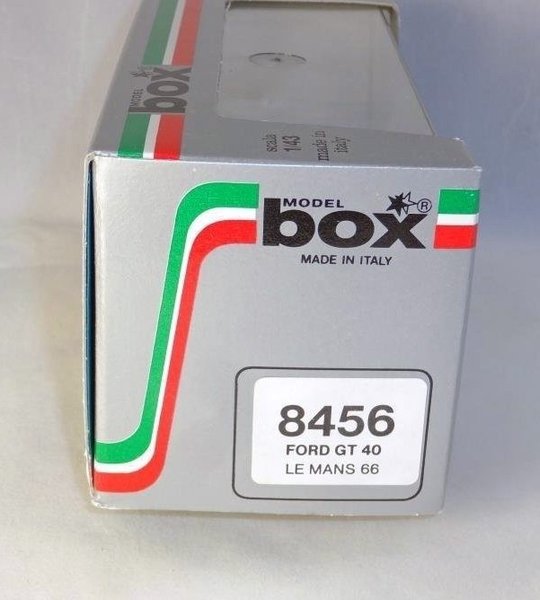 MODEL
box
scala
1/43
made in
italy
MODEL
box ®
MADE IN ITALY
8456
FORD GT 40
LE MANS 66